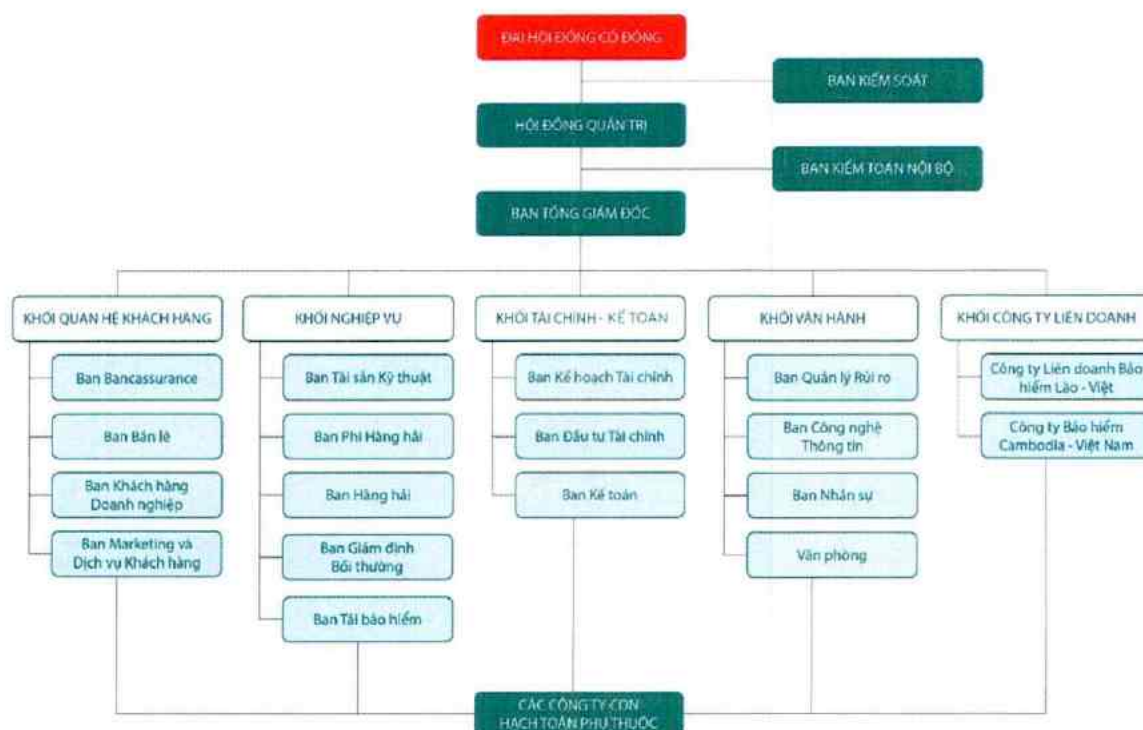 ĐẠI HỘI ĐỒNG CỔ ĐÔNG
BAN KIỂM SOÁT
HỘI ĐỒNG QUẢN TRỊ
BAN KIỂM TOÁN NỘI BỘ
BAN TỔNG GIÁM ĐỐC
KHỐI QUAN HỆ KHÁCH HÀNG
KHỐI NGHIỆP VỤ
KHỐI TÀI CHÍNH - KẾ TOÁN
KHỐI VẬN HÀNH
KHỐI CÔNG TY LIÊN DOANH
Ban Bancassurance
Ban Bán lẻ
Ban Khách hàng
Doanh nghiệp
Ban Marketing và
Dịch vụ Khách hàng
Ban Tài sản Kỹ thuật
Ban Phi Hàng hải
Ban Hàng hải
Ban Giám định
Bồi thường
Ban Tái bảo hiểm
Ban Kế hoạch Tài chính
Ban Đầu tư Tài chính
Ban Kế toán
Ban Quản lý Rủi ro
Ban Công nghệ
Thông tin
Ban Nhân sự
Văn phòng
Công ty Liên doanh Bảo
hiểm Lào - Việt
Công ty Bảo hiểm
Cambodia - Việt Nam
CÁC CÔNG TY CON
HẠCH TOÁN PHỤ THUỘC